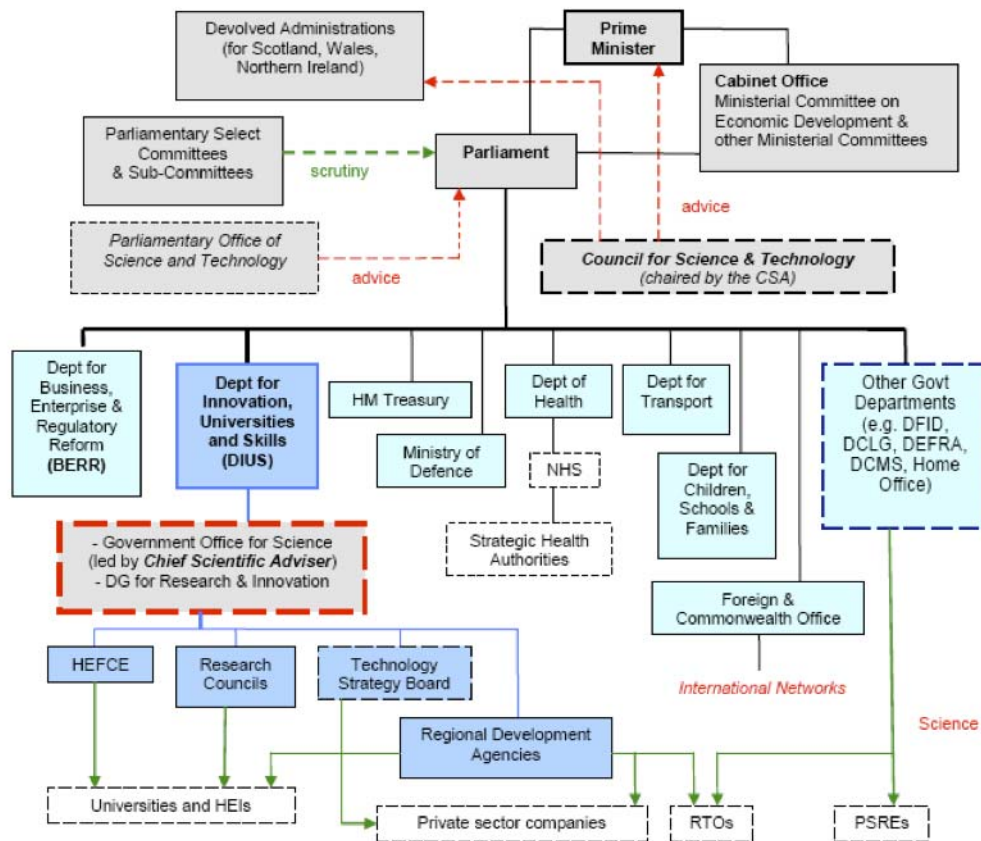 Devolved Administrations
(for Scotland, Wales,
Northern Ireland)
Prime
Minister
Cabinet Office
Ministerial Committee on
Economic Development &
other Ministerial Committees
Parliamentary Select
Committees
& Sub-Committees
scrutiny
Parliament
advice
Parliamentary Office of
Science and Technology
advice
Council for Science & Technology
(chaired by the CSA)
Dept for
Business,
Enterprise &
Regulatory
Reform
(BERR)
Dept for
Innovation,
Universities
and Skills
(DIUS)
HM Treasury
Ministry of
Defence
Dept of
Health
NHS
Strategic Health
Authorities
Dept for
Transport
Dept for
Children,
Schools &
Families
Other Govt
Departments
(e.g. DFID,
DCLG, DEFRA,
DCMS, Home
Office)
- Government Office for Science
(led by Chief Scientific Adviser)
- DG for Research & Innovation
Foreign &
Commonwealth Office
International Networks
HEFCE
Research
Councils
Technology
Strategy Board
Regional Development
Agencies
Science
Universities and HEIs
Private sector companies
RTOs
PSREs